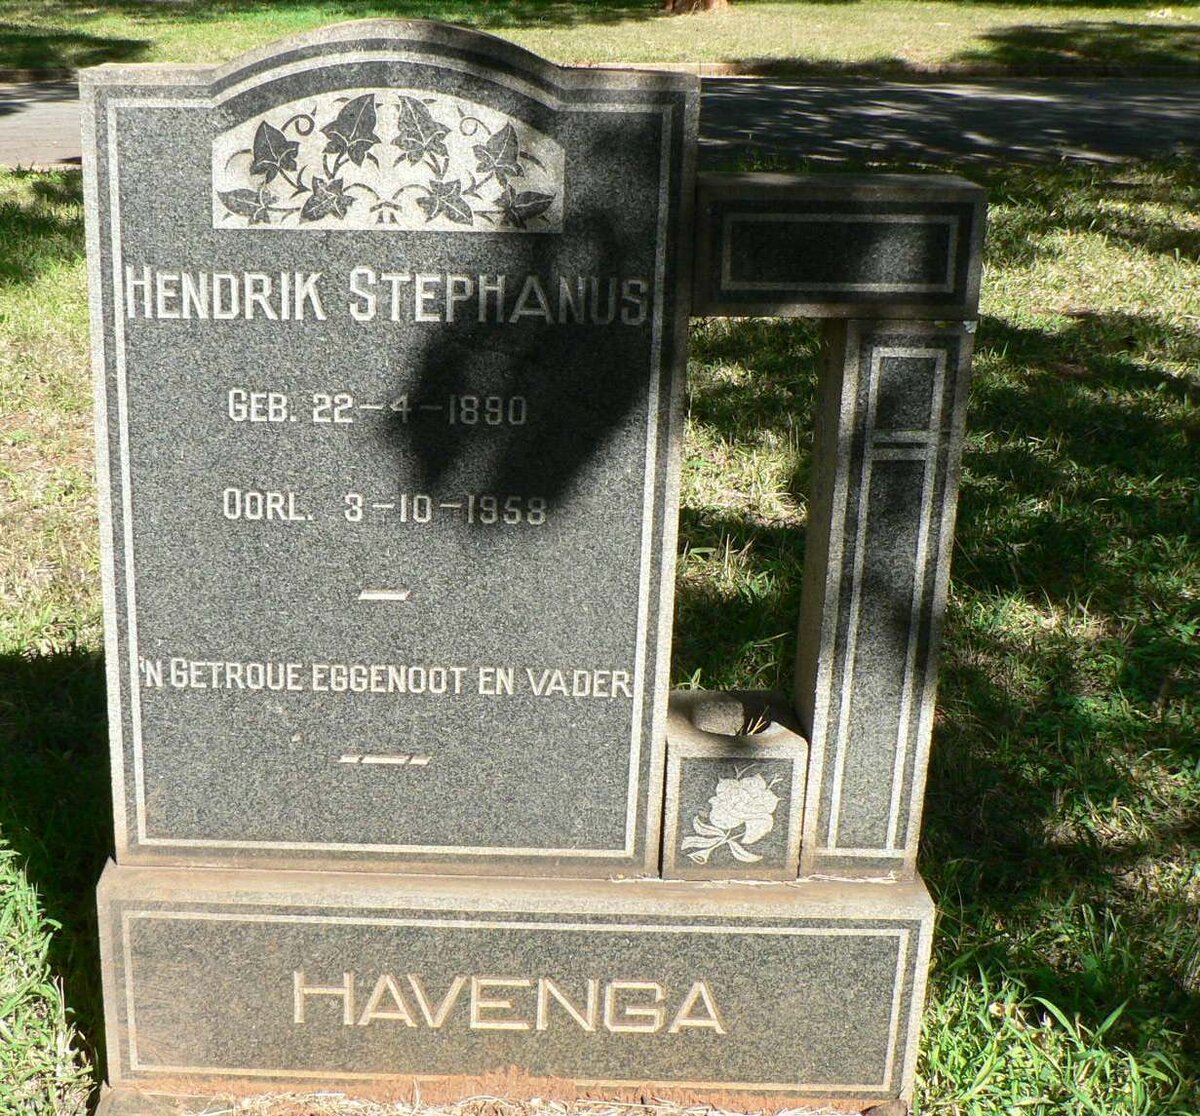 HENDRIK STEPHANUS
GEB. 22-4-1890
OORL. 3-10-1958
'N GETROUE EGGENOOT EN VADER
HAVENGA